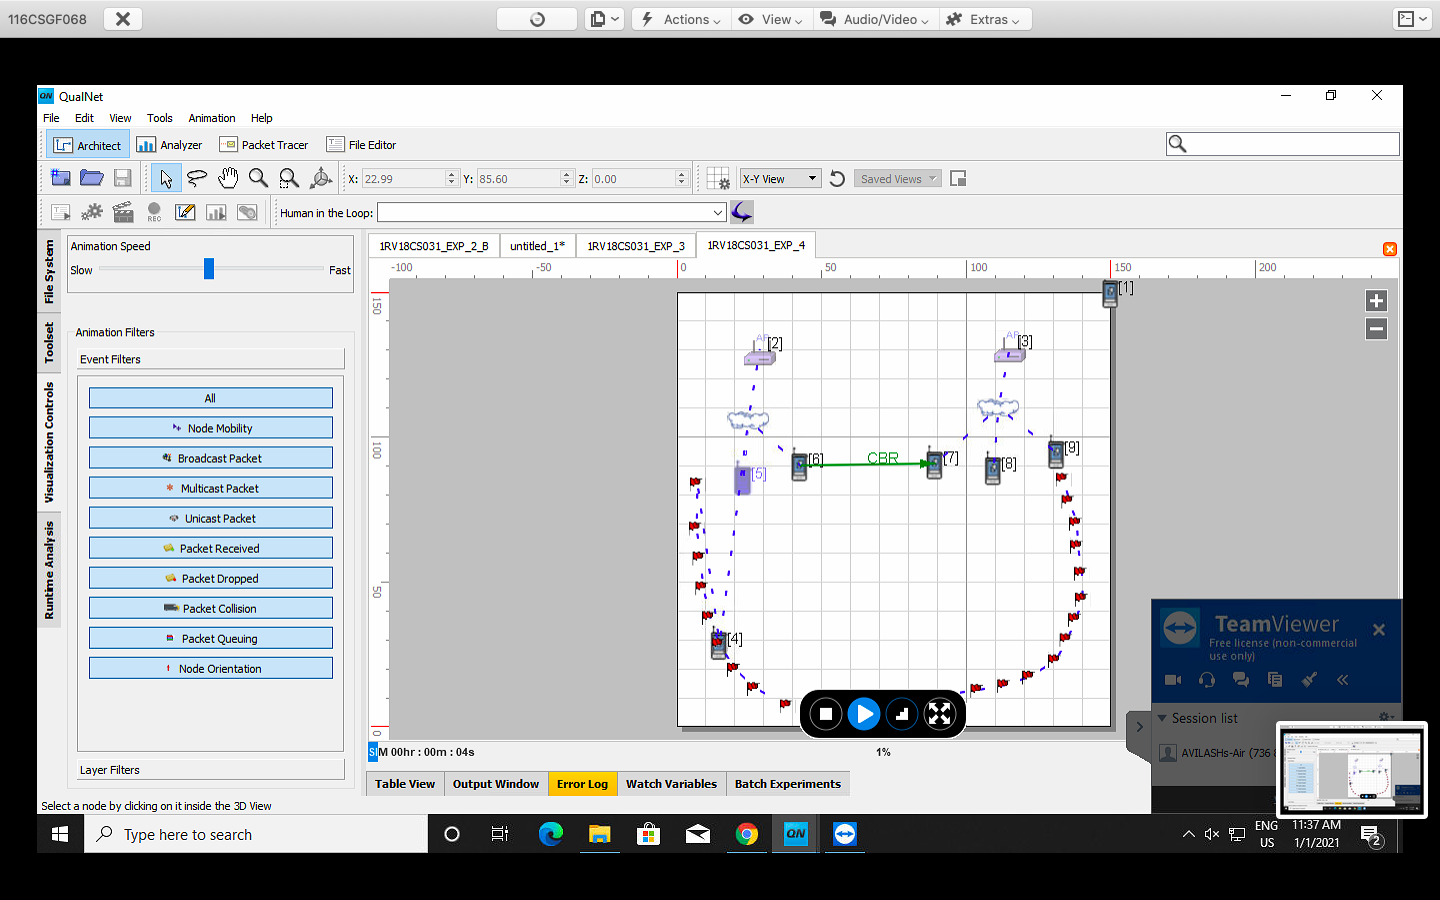 116CSGF068
Actions
View
Audio/Video
Extras
QN QualNet
File Edit View Tools Animation Help
Architect Analyzer Packet Tracer File Editor
X: 22.99 Y: 85.60 Z: 0.00 X-Y View Saved Views
REC Human in the Loop:
File System
Toolset
Visualization Controls
Runtime Analysis
Animation Speed
Slow Fast
Animation Filters
Event Filters
All
Node Mobility
Broadcast Packet
Multicast Packet
Unicast Packet
Packet Received
Packet Dropped
Packet Collision
Packet Queuing
Node Orientation
Layer Filters
1RV18CS031_EXP_2_B untitled_1* 1RV18CS031_EXP_3 1RV18CS031_EXP_4
-100 -50 0 50 100 150 200
150
100
50
0
[1]
AP [2]
AP [3]
[6] CBR [7] [8] [9]
[5]
[4]
SIM 00hr : 00m : 04s 1%
Table View Output Window Error Log Watch Variables Batch Experiments
Select a node by clicking on it inside the 3D View
TeamViewer
Free license (non-commercial
use only)
Session list
AVILASHs-Air (736
Type here to search
QN
ENG
US
11:37 AM
1/1/2021
2